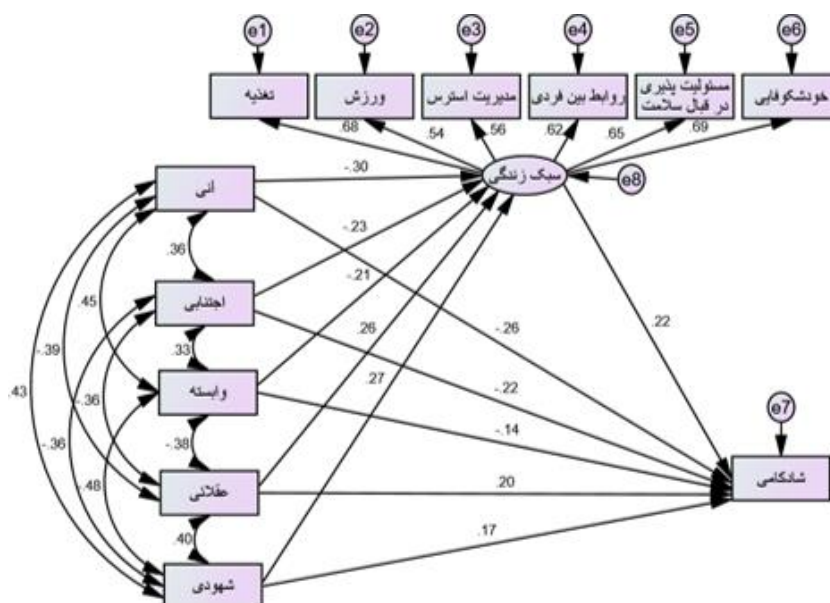 e1
e2
e3
e4
e5
e6
تغذیه
ورزش
مدیریت استرس
روابط بین فردی
مسئولیت پذیری
در قبال سلامت
خودشکوفایی
.68
.54
.56
.62
.65
.69
سبک زندگی
e8
آنی
-.30
.36
-.23
اجتنابی
.45
-.21
.33
.26
-.26
.22
-.39
.43
-.36
وابسته
.27
-.22
e7
-.36
-.38
-.14
شادکامی
-.48
عقلانی
.20
.40
.17
شهودی